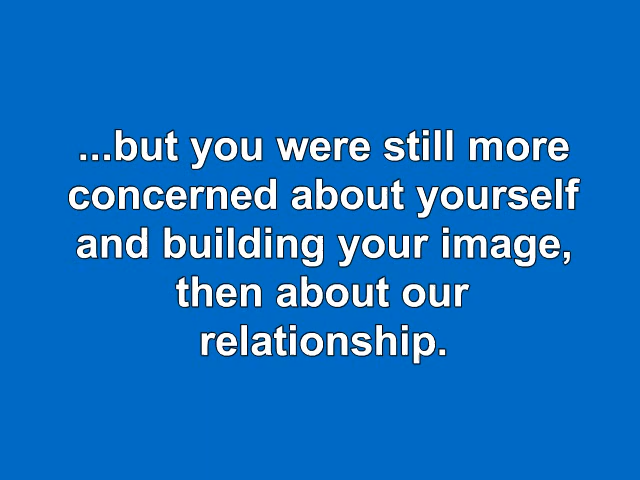 ...but you were still more
concerned about yourself
and building your image,
then about our
relationship.